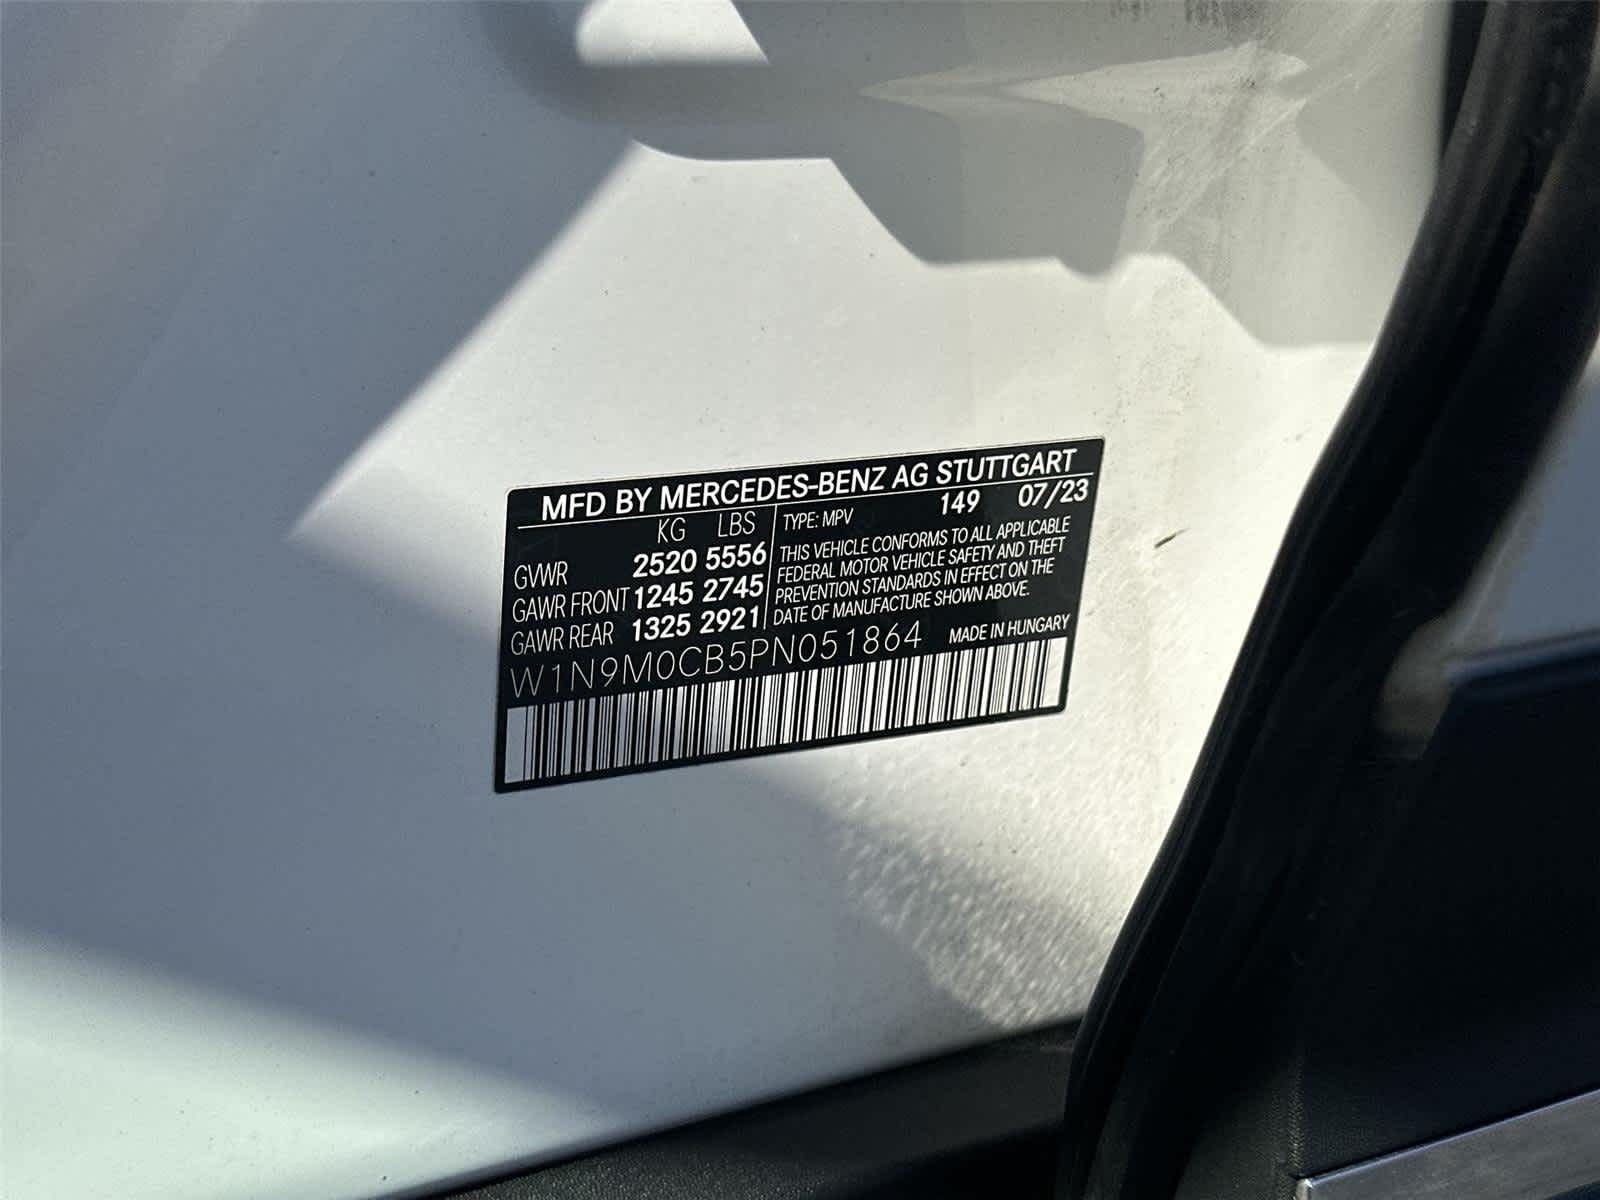 MFD BY MERCEDES-BENZ AG STUTTGART
KG LBS
GVWR 2520 5556
GAWR FRONT 1245 2745
GAWR REAR 1325 2921
TYPE: MPV 149 07/23
THIS VEHICLE CONFORMS TO ALL APPLICABLE
FEDERAL MOTOR VEHICLE SAFETY AND THEFT
PREVENTION STANDARDS IN EFFECT ON THE
DATE OF MANUFACTURE SHOWN ABOVE.
W1N9M0CB5PN051864 MADE IN HUNGARY